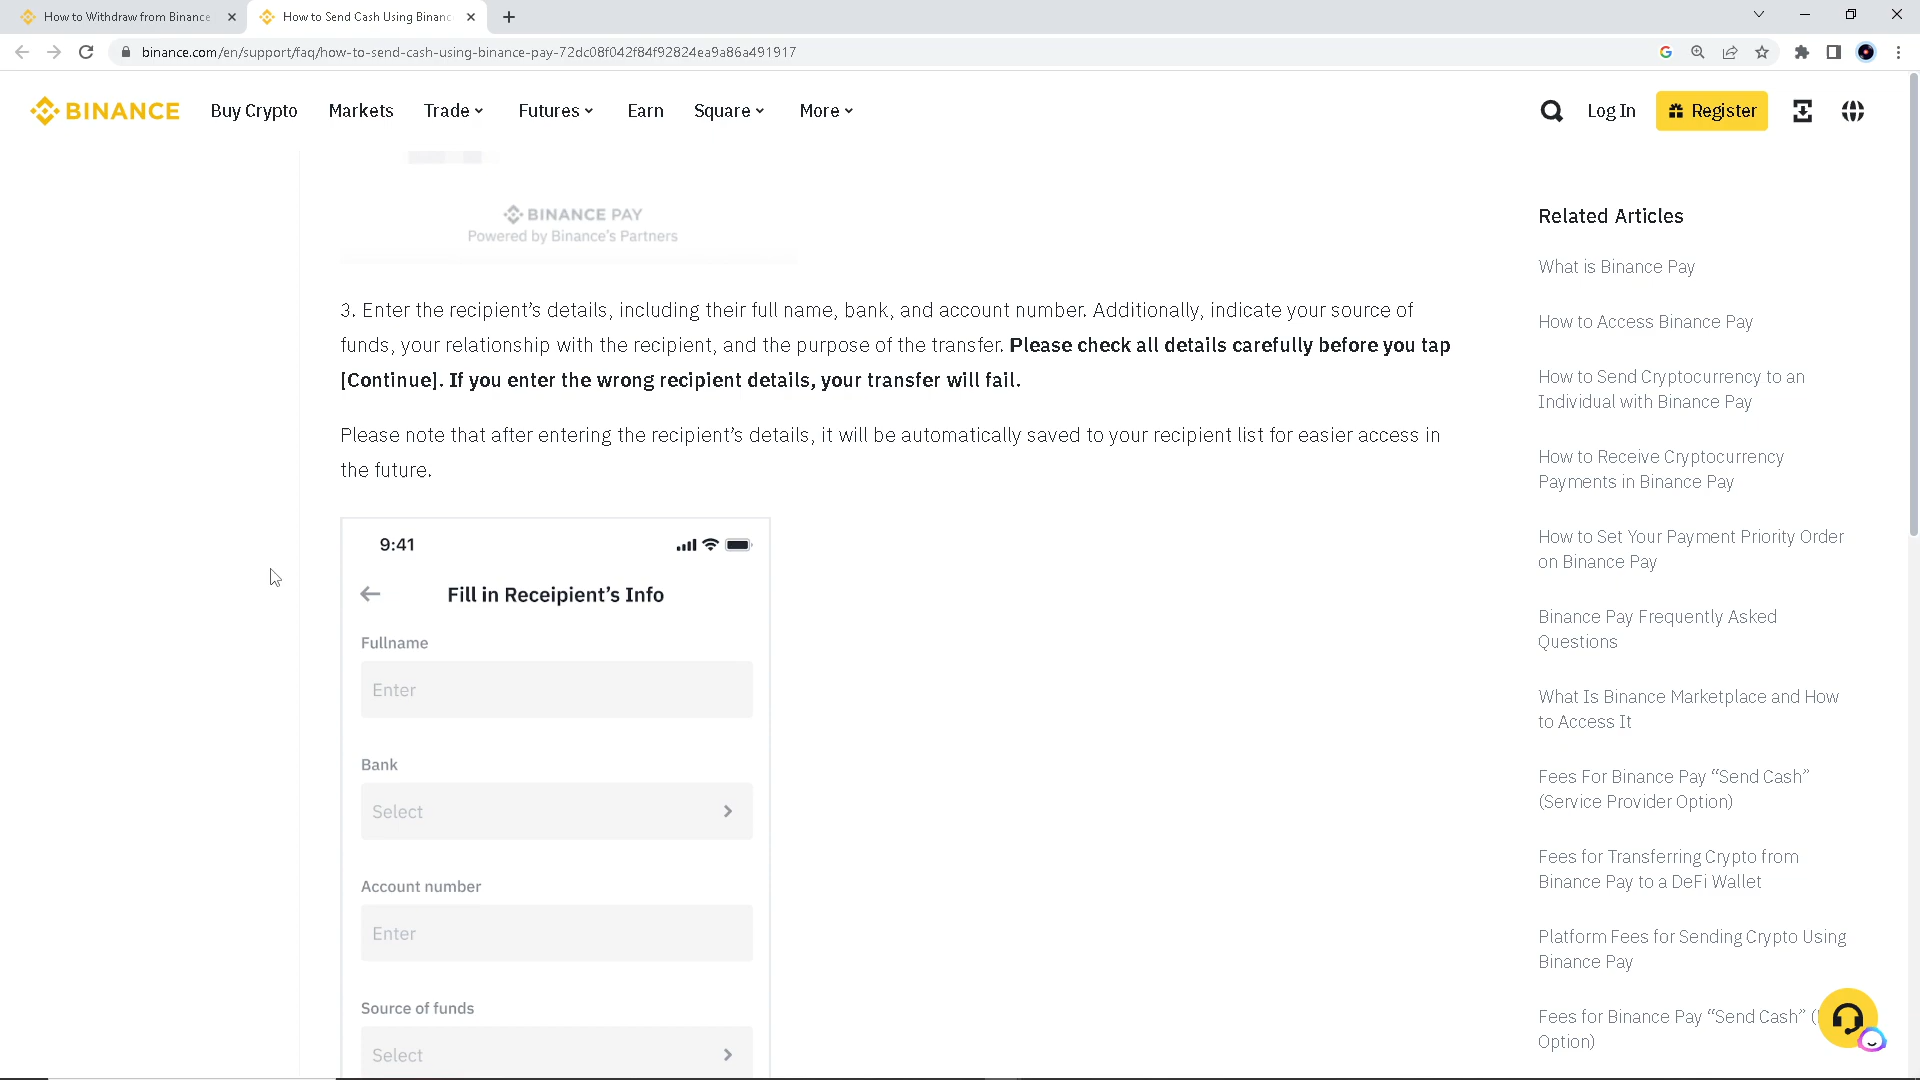 How to Withdraw from Binance
How to Send Cash Using Binanc
binance.com/en/support/faq/how-to-send-cash-using-binance-pay-72dc08f042f84f92824ea9a86a491917
BINANCE
Buy Crypto
Markets
Trade
Futures
Earn
Square
More
Log In
Register
BINANCE PAY
Powered by Binance's Partners
3. Enter the recipient's details, including their full name, bank, and account number. Additionally, indicate your source of
funds, your relationship with the recipient, and the purpose of the transfer. Please check all details carefully before you tap
[Continue]. If you enter the wrong recipient details, your transfer will fail.
Please note that after entering the recipient's details, it will be automatically saved to your recipient list for easier access in
the future.
9:41
Fill in Receipient's Info
Fullname
Enter
Bank
Select
Account number
Enter
Source of funds
Select
Related Articles
What is Binance Pay
How to Access Binance Pay
How to Send Cryptocurrency to an
Individual with Binance Pay
How to Receive Cryptocurrency
Payments in Binance Pay
How to Set Your Payment Priority Order
on Binance Pay
Binance Pay Frequently Asked
Questions
What Is Binance Marketplace and How
to Access It
Fees For Binance Pay “Send Cash”
(Service Provider Option)
Fees for Transferring Crypto from
Binance Pay to a DeFi Wallet
Platform Fees for Sending Crypto Using
Binance Pay
Fees for Binance Pay “Send Cash” (
Option)